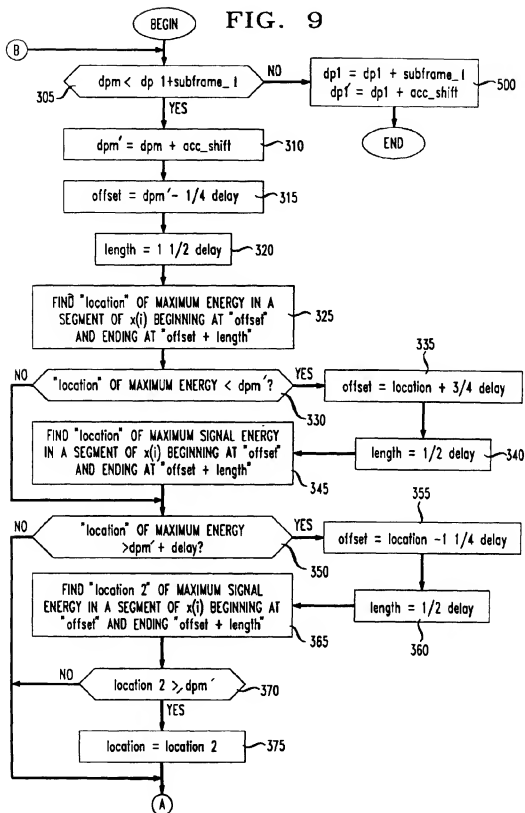 FIG. 9
BEGIN
B
dpm < dp 1+subframe_l
305
NO
YES
dp1 = dp1 + subframe_l
dp1' = dp1 + acc_shift
500
END
dpm' = dpm + acc_shift
310
offset = dpm' - 1/4 delay
315
length = 1 1/2 delay
320
FIND "location" OF MAXIMUM ENERGY IN A
SEGMENT OF x(i) BEGINNING AT "offset"
AND ENDING AT "offset + length"
325
NO
"location" OF MAXIMUM ENERGY < dpm'?
YES
330
335
offset = location + 3/4 delay
length = 1/2 delay
340
FIND "location" OF MAXIMUM SIGNAL ENERGY
IN A SEGMENT OF x(i) BEGINNING AT "offset"
AND ENDING AT "offset + length"
345
NO
"location" OF MAXIMUM ENERGY
>dpm' + delay?
YES
350
355
offset = location -1 1/4 delay
length = 1/2 delay
360
FIND "location 2" OF MAXIMUM SIGNAL
ENERGY IN A SEGMENT OF x(i) BEGINNING AT
"offset" AND ENDING "offset + length"
365
NO
location 2 ≥ dpm'
370
YES
location = location 2
375
A